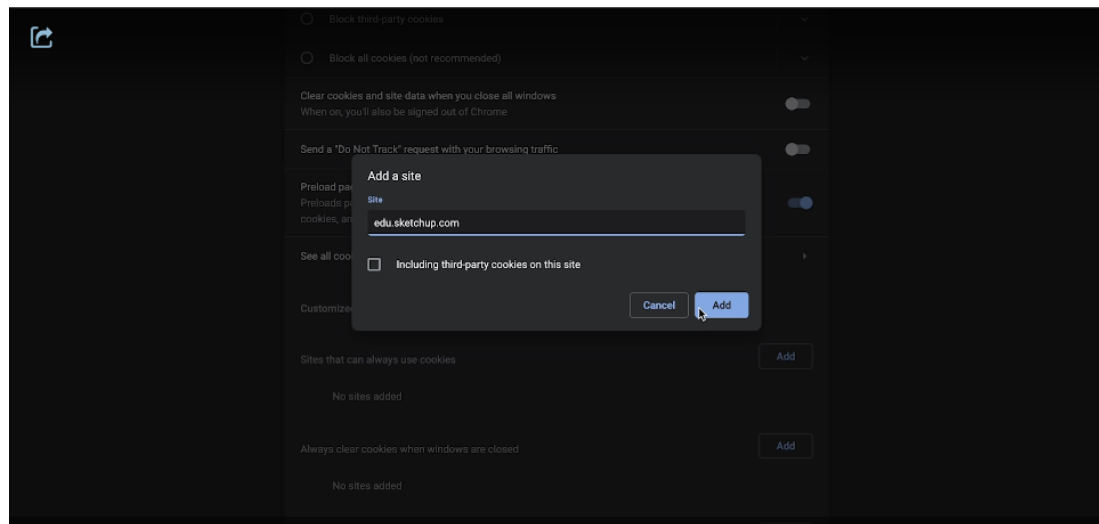 Block third-party cookies
Block all cookies (not recommended)
Clear cookies and site data when you close all windows
When on, you'll also be signed out of Chrome
Send a "Do Not Track" request with your browsing traffic
Add a site
Preload pa
Site
Preloads p
edu.sketchup.com
cookies, an
See all coo
Including third-party cookies on this site
Customize
Cancel
Add
Sites that can always use cookies
Add
No sites added
Always clear cookies when windows are closed
Add
No sites added